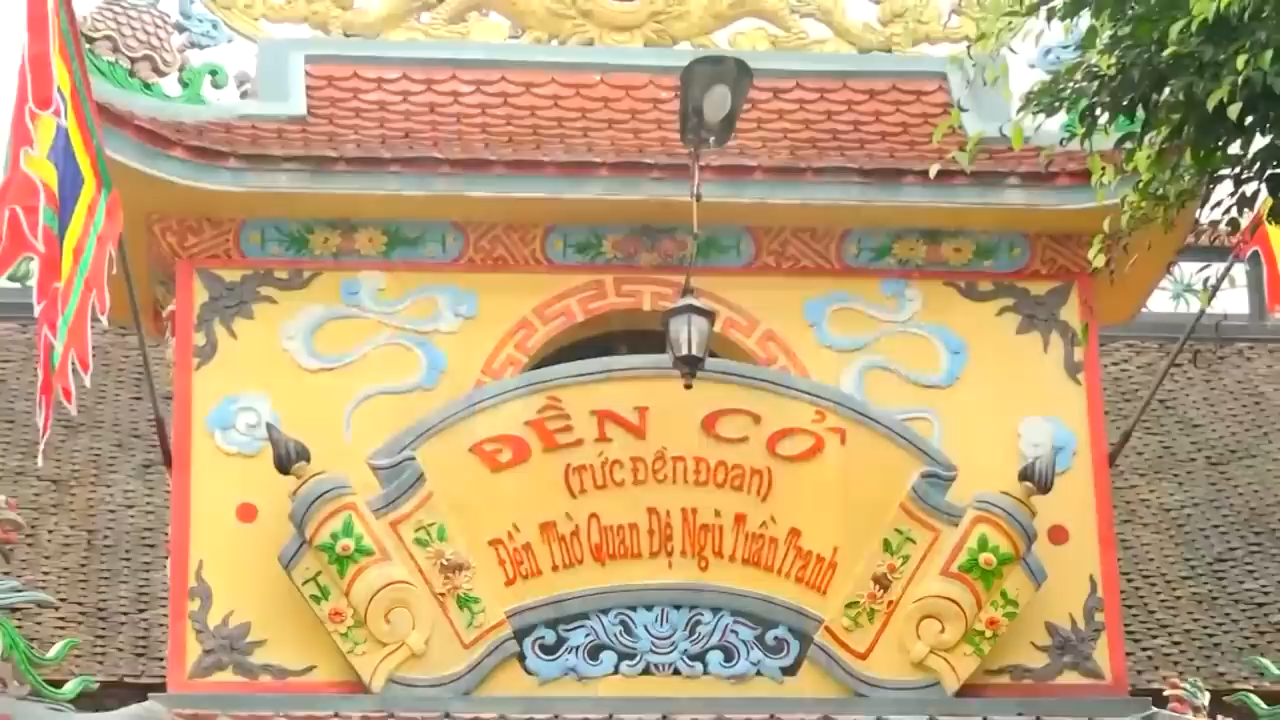 ĐỀN CỔ
(TỨC ĐỀN ĐOAN)
Đền Thờ Quan Đệ Ngũ Tuần Tranh